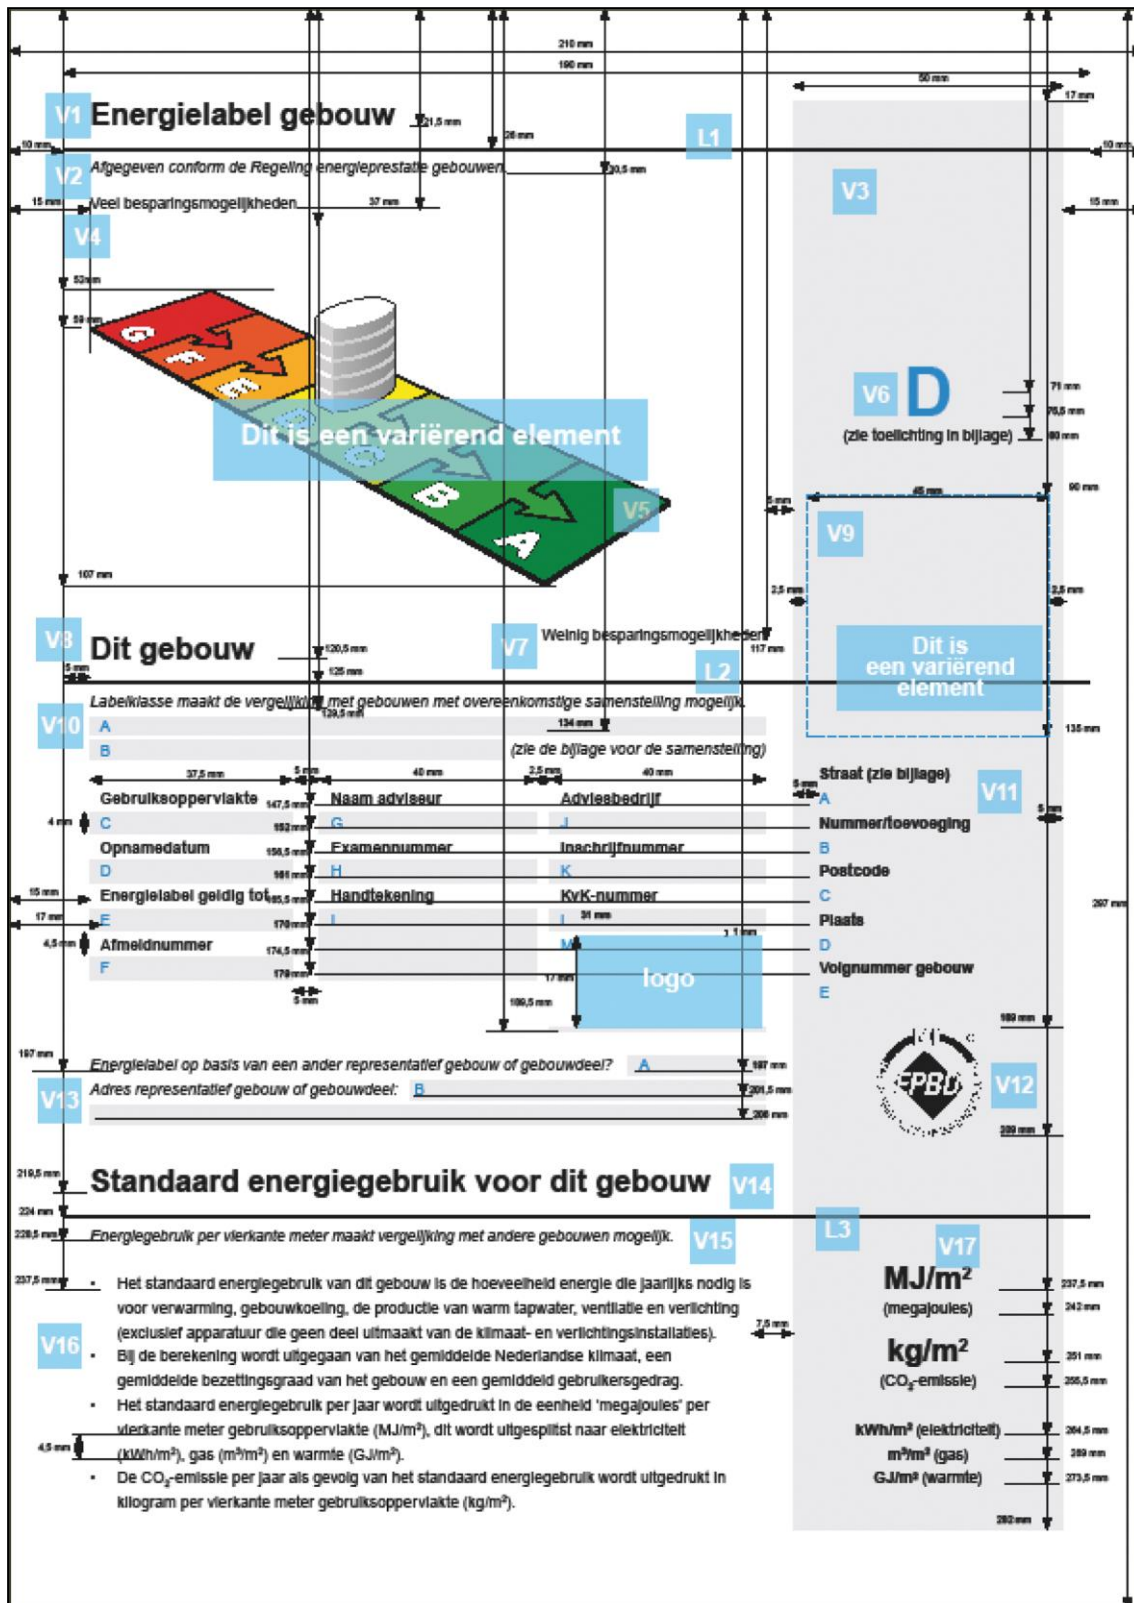 210 mm
190 mm
50 mm
17 mm
V1 Energielabel gebouw
21,5 mm
26 mm
L1
10 mm
10 mm
V2 Afgegeven conform de Regeling energieprestatie gebouwen.
30,5 mm
V3
15 mm
Veel besparingsmogelijkheden
37 mm
15 mm
V4
53 mm
59 mm
G
F
E
D
C
B
A
Dit is een variërend element
V5
V6 D
71 mm
75,5 mm
(zie toelichting in bijlage)
80 mm
90 mm
45 mm
5 mm
V9
107 mm
2,5 mm
2,5 mm
V8 Dit gebouw
V7 Weinig besparingsmogelijkheden
117 mm
120,5 mm
5 mm
125 mm
L2
Dit is
een variërend
element
Labelklasse maakt de vergelijking met gebouwen met overeenkomstige samenstelling mogelijk.
129,5 mm
V10
A
134 mm
135 mm
B
(zie de bijlage voor de samenstelling)
37,5 mm
5 mm
40 mm
2,5 mm
40 mm
Straat (zie bijlage)
5 mm
A
V11
5 mm
Gebruiksoppervlakte
147,5 mm
Naam adviseur
Adviesbedrijf
4 mm
C
152 mm
G
J
Nummer/toevoeging
B
Opnamedatum
156,5 mm
Examennummer
Inschrijfnummer
D
161 mm
H
K
Postcode
C
15 mm
Energielabel geldig tot
165,5 mm
Handtekening
KvK-nummer
297 mm
17 mm
E
170 mm
I
L
31 mm
Plaats
D
4,5 mm
Afmeldnummer
174,5 mm
M
1 mm
F
179 mm
17 mm
logo
Volgnummer gebouw
E
5 mm
189,5 mm
189 mm
197 mm
Energielabel op basis van een ander representatief gebouw of gebouwdeel? A
197 mm
V13
Adres representatief gebouw of gebouwdeel: B
201,5 mm
206 mm
EPBD
V12
209 mm
219,5 mm
Standaard energiegebruik voor dit gebouw V14
224 mm
L3
228,5 mm
Energiegebruik per vierkante meter maakt vergelijking met andere gebouwen mogelijk. V15
V17
237,5 mm
V16
• Het standaard energiegebruik van dit gebouw is de hoeveelheid energie die jaarlijks nodig is
voor verwarming, gebouwkoeling, de productie van warm tapwater, ventilatie en verlichting
(exclusief apparatuur die geen deel uitmaakt van de klimaat- en verlichtingsinstallaties).
• Bij de berekening wordt uitgegaan van het gemiddelde Nederlandse klimaat, een
gemiddelde bezettingsgraad van het gebouw en een gemiddeld gebruikersgedrag.
• Het standaard energiegebruik per jaar wordt uitgedrukt in de eenheid 'megajoules' per
vierkante meter gebruiksoppervlakte (MJ/m²), dit wordt uitgesplitst naar elektriciteit
(kWh/m²), gas (m³/m²) en warmte (GJ/m²).
4,5 mm
• De CO₂-emissie per jaar als gevolg van het standaard energiegebruik wordt uitgedrukt in
kilogram per vierkante meter gebruiksoppervlakte (kg/m²).
7,5 mm
MJ/m²
237,5 mm
(megajoules)
242 mm
kg/m²
251 mm
(CO₂-emissie)
255,5 mm
kWh/m² (elektriciteit)
264,5 mm
m³/m² (gas)
269 mm
GJ/m² (warmte)
273,5 mm
282 mm